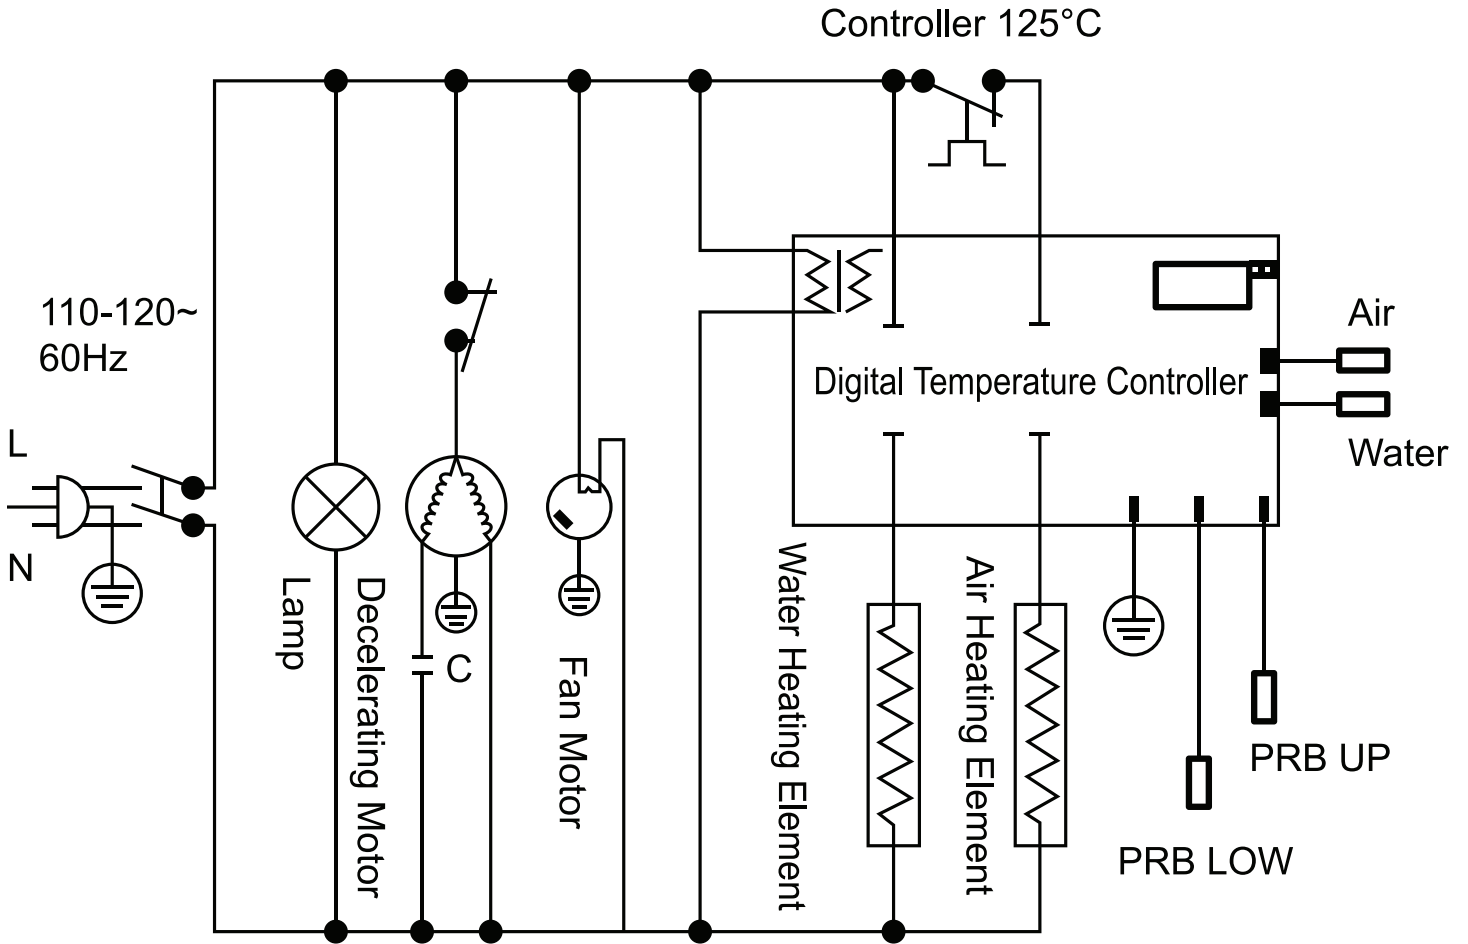 Controller 125°C
110-120~
60Hz
Air
Digital Temperature Controller
Water
L
N
Lamp
Decelerating Motor
C
Fan Motor
Water Heating Element
Air Heating Element
PRB UP
PRB LOW